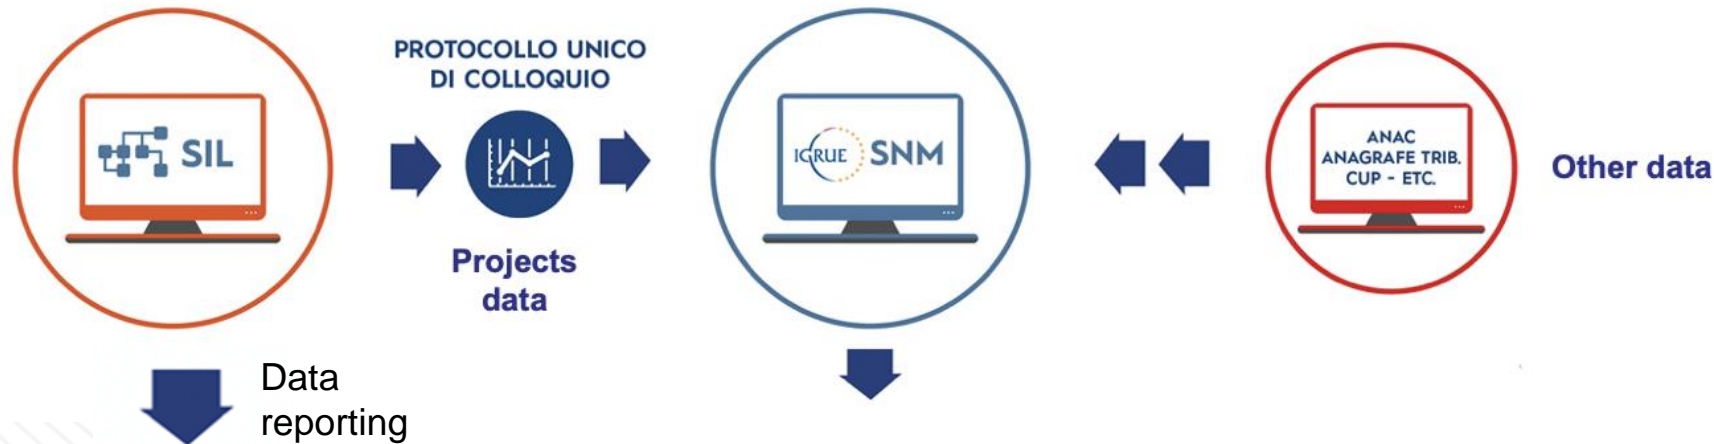 PROTOCOLLO UNICO
DI COLLOQUIO
SIL
IGRUE SNM
ANAC
ANAGRAFE TRIB.
CUP - ETC.
Other data
Projects
data
Data
reporting